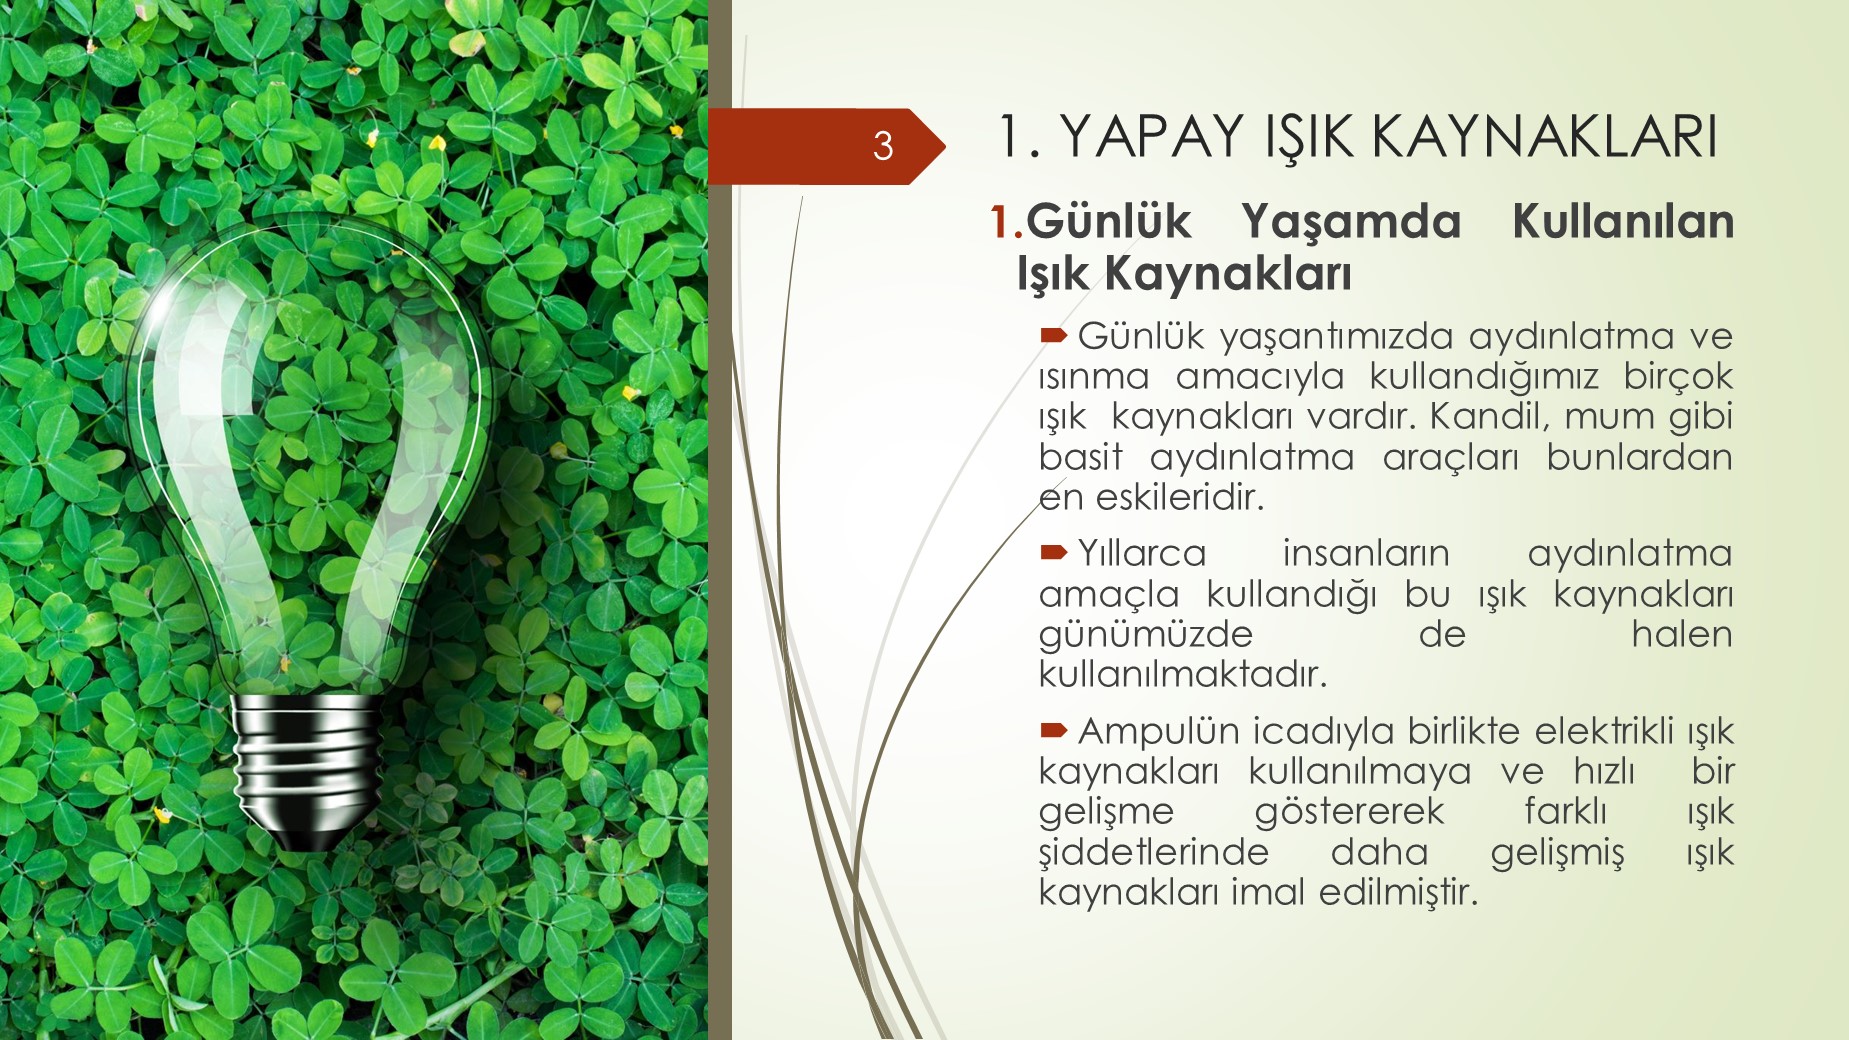 3
1. YAPAY IŞIK KAYNAKLARI
1.Günlük Yaşamda Kullanılan
Işık Kaynakları
Günlük yaşantımızda aydınlatma ve
ısınma amacıyla kullandığımız birçok
ışık kaynakları vardır. Kandil, mum gibi
basit aydınlatma araçları bunlardan
en eskileridir.
Yıllarca insanların aydınlatma
amaçla kullandığı bu ışık kaynakları
günümüzde de halen
kullanılmaktadır.
Ampulün icadıyla birlikte elektrikli ışık
kaynakları kullanılmaya ve hızlı bir
gelişme göstererek farklı ışık
şiddetlerinde daha gelişmiş ışık
kaynakları imal edilmiştir.